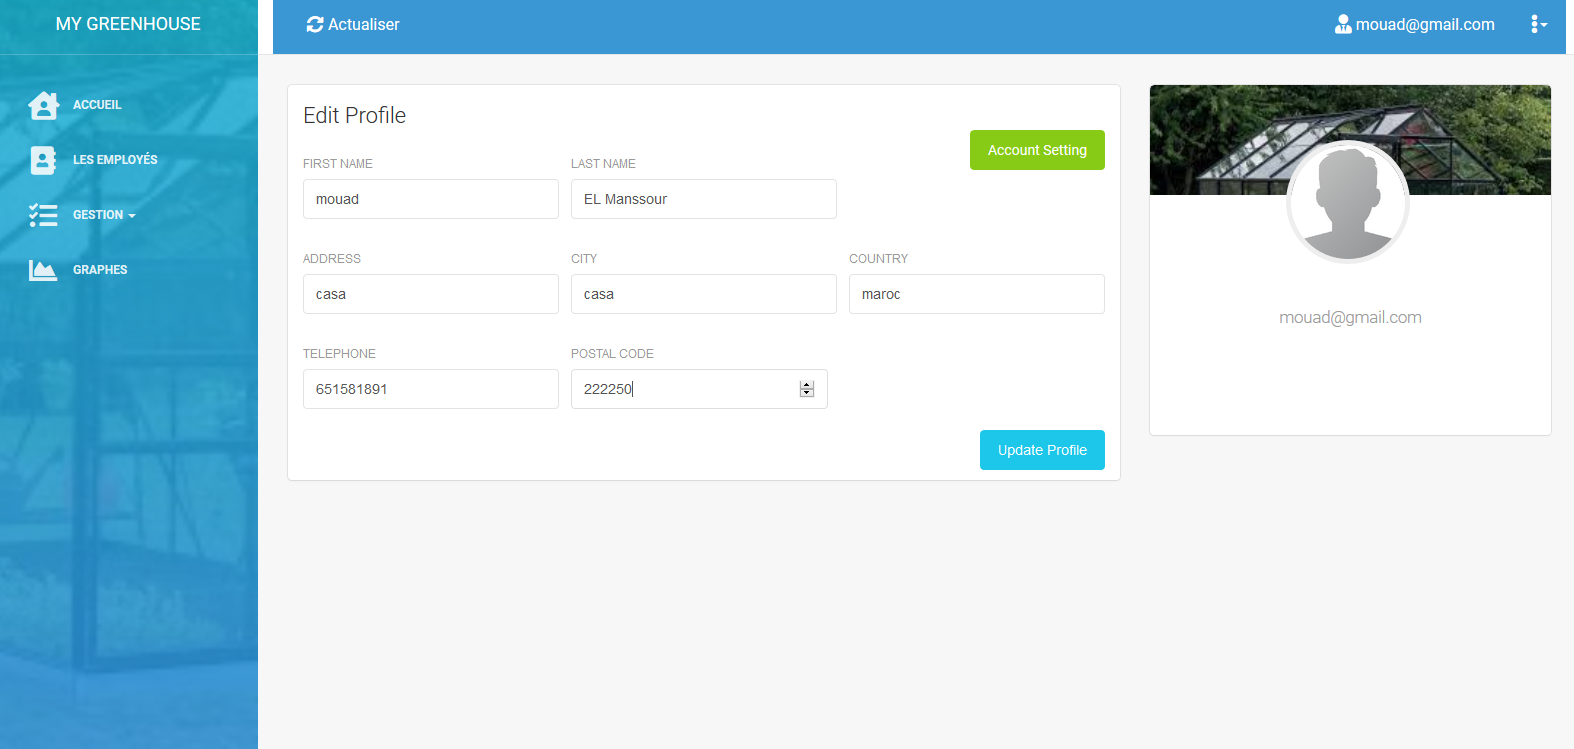 MY GREENHOUSE
Actualiser
mouad@gmail.com
ACCUEIL
LES EMPLOYÉS
GESTION
GRAPHES
Edit Profile
Account Setting
FIRST NAME
LAST NAME
mouad
EL Manssour
ADDRESS
CITY
COUNTRY
casa
casa
maroc
TELEPHONE
POSTAL CODE
651581891
222250
Update Profile
mouad@gmail.com